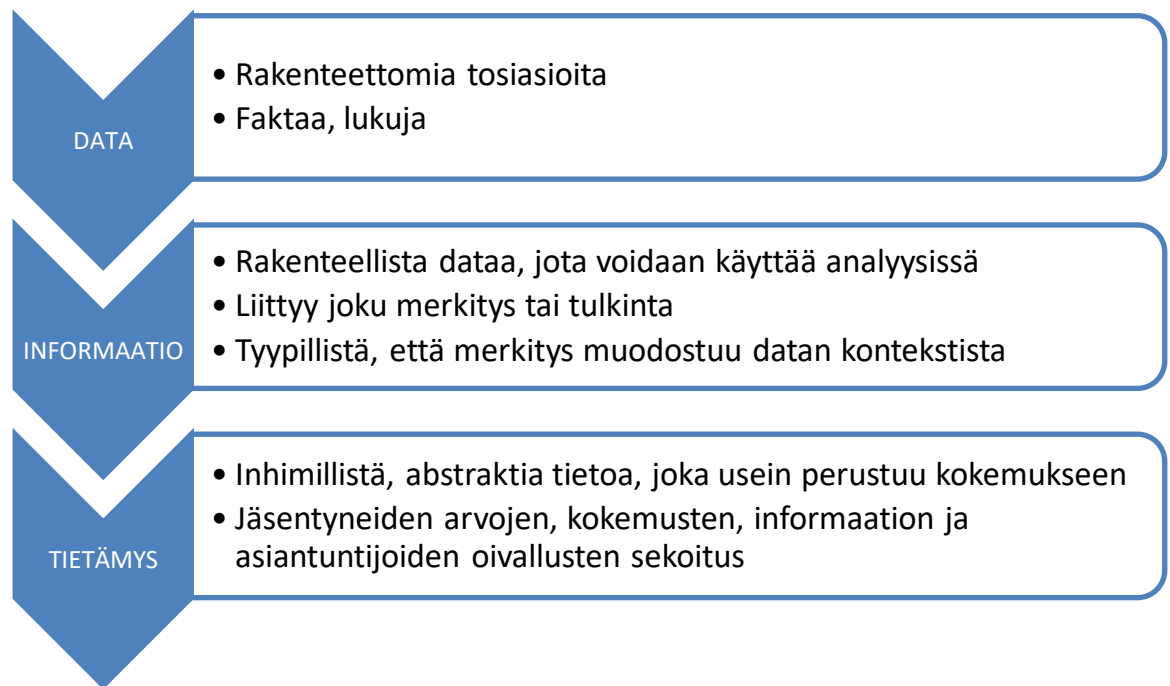 DATA
• Rakenteettomia tosiasioita
• Faktaa, lukuja
INFORMAATIO
• Rakenteellista dataa, jota voidaan käyttää analyysissä
• Liittyy joku merkitys tai tulkinta
• Tyypillistä, että merkitys muodostuu datan kontekstista
TIETÄMYS
• Inhimillistä, abstraktia tietoa, joka usein perustuu kokemukseen
• Jäsentyneiden arvojen, kokemusten, informaation ja
asiantuntijoiden oivallusten sekoitus